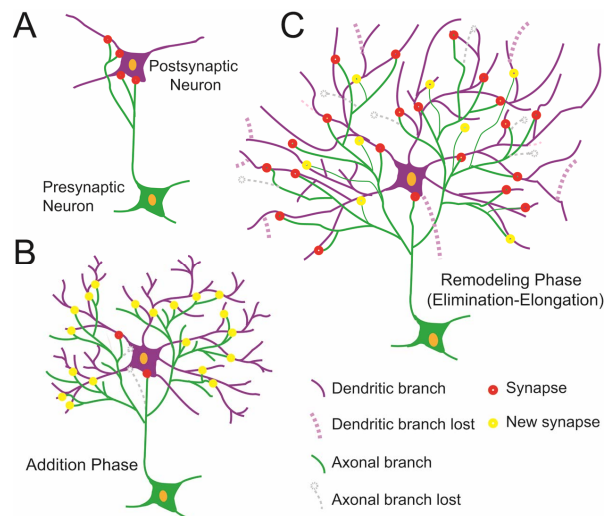 A
Postsynaptic
Neuron
Presynaptic
Neuron
B
Addition Phase
C
Remodeling Phase
(Elimination-Elongation)
Dendritic branch
Dendritic branch lost
Axonal branch
Axonal branch lost
Synapse
New synapse